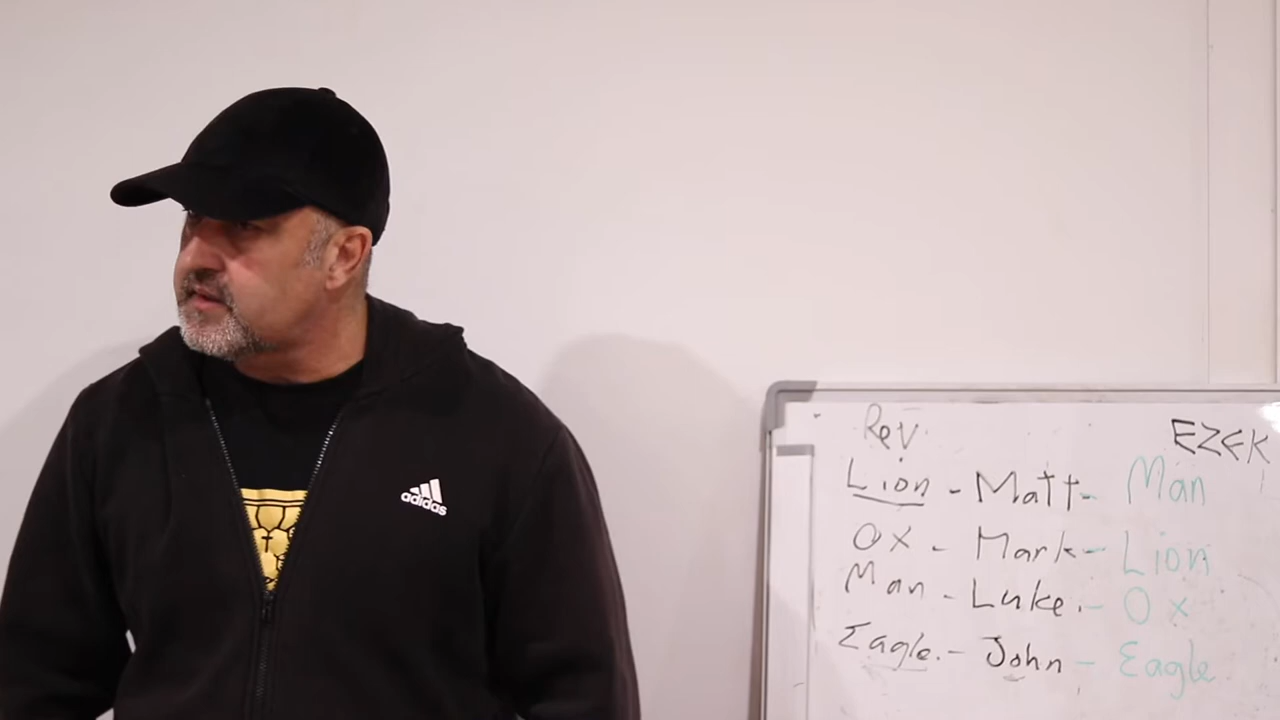 adidas
Rev.
EZEK
Lion - Matt - Man
OX - Mark - Lion
Man - Luke. - Ox
Eagle. - John - Eagle